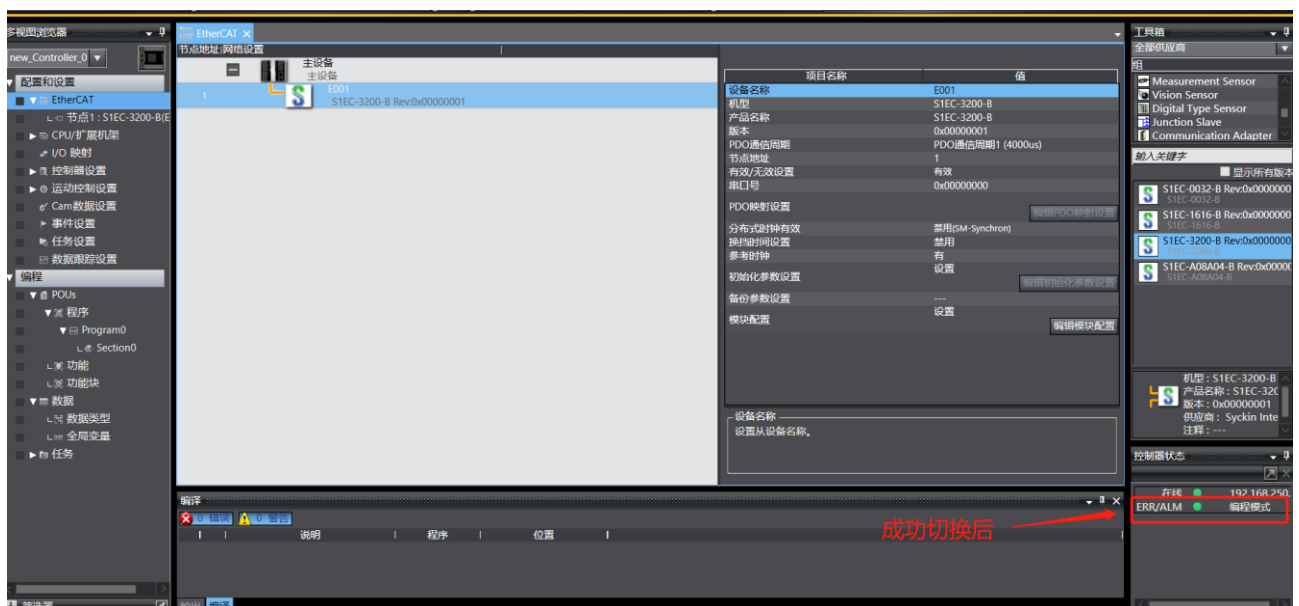 多视图浏览器
new_Controller_0
配置和设置
EtherCAT
节点1 : S1EC-3200-B(E
CPU/扩展机架
I/O 映射
控制器设置
运动控制设置
Cam数据设置
事件设置
任务设置
数据跟踪设置
编程
POUs
程序
Program0
Section0
功能
功能块
数据
数据类型
全局变量
任务
筛选器
EtherCAT
节点地址|网络设置
主设备
主设备
1
E001
S1EC-3200-B Rev:0x00000001
项目名称 值
设备名称 E001
机型 S1EC-3200-B
产品名称 S1EC-3200-B
版本 0x00000001
PDO通信周期 PDO通信周期1 (4000us)
节点地址 1
有效/无效设置 有效
串口号 0x00000000
PDO映射设置 编辑PDO映射设置
分布式时钟有效 禁用(SM-Synchron)
换挡时间设置 禁用
参考时钟 有
初始化参数设置 设置
编辑初始化参数设置
备份参数设置 ---
模块配置 设置
编辑模块配置
设备名称
设置从设备名称。
编译
0 错误 0 警告
说明 程序 位置
成功切换后
输出 编译
工具箱
全部供应商
组
Measurement Sensor
Vision Sensor
Digital Type Sensor
Junction Slave
Communication Adapter
输入关键字
显示所有版本
S1EC-0032-B Rev:0x0000000
S1EC-0032-B
S1EC-1616-B Rev:0x0000000
S1EC-1616-B
S1EC-3200-B Rev:0x0000000
S1EC-3200-B
S1EC-A08A04-B Rev:0x00000
S1EC-A08A04-B
机型 : S1EC-3200-B
产品名称 : S1EC-320
版本 : 0x00000001
供应商 : Syckin Inte
注释 : ---
控制器状态
在线 192.168.250.
ERR/ALM 编程模式